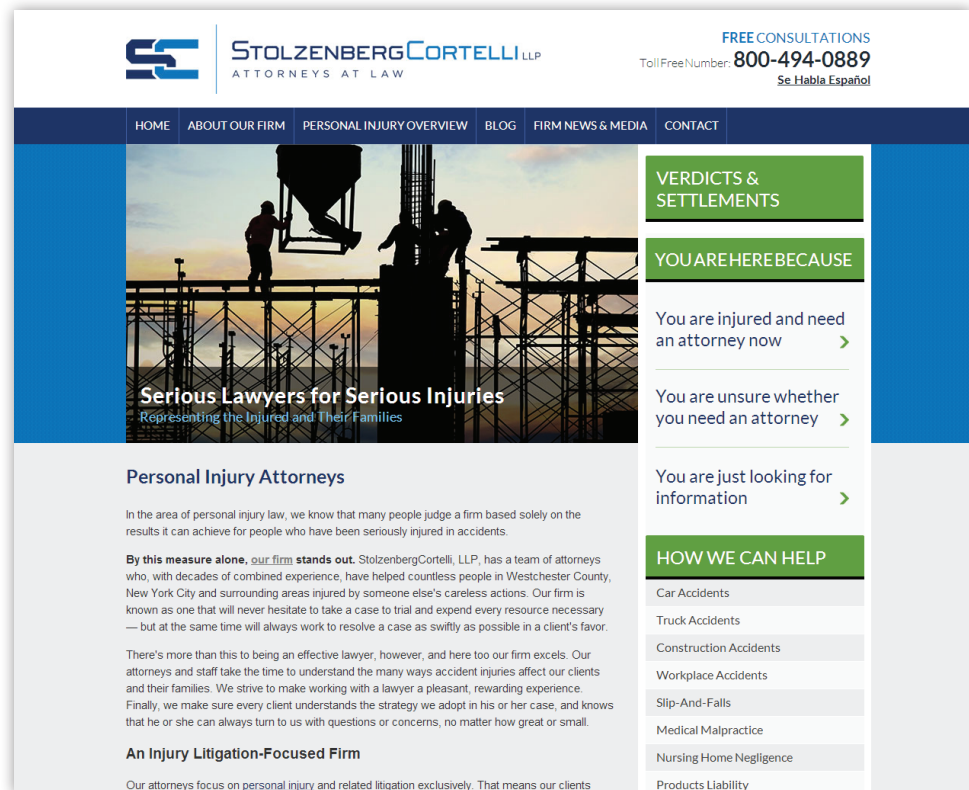 SC
STOLZENBERGCORTELLI LLP
ATTORNEYS AT LAW
FREE CONSULTATIONS
Toll Free Number: 800-494-0889
Se Habla Español
HOME
ABOUT OUR FIRM
PERSONAL INJURY OVERVIEW
BLOG
FIRM NEWS & MEDIA
CONTACT
Serious Lawyers for Serious Injuries
Representing the Injured and Their Families
Personal Injury Attorneys
In the area of personal injury law, we know that many people judge a firm based solely on the
results it can achieve for people who have been seriously injured in accidents.
By this measure alone, our firm stands out. StolzenbergCortelli, LLP, has a team of attorneys
who, with decades of combined experience, have helped countless people in Westchester County,
New York City and surrounding areas injured by someone else's careless actions. Our firm is
known as one that will never hesitate to take a case to trial and expend every resource necessary
— but at the same time will always work to resolve a case as swiftly as possible in a client's favor.
There's more than this to being an effective lawyer, however, and here too our firm excels. Our
attorneys and staff take the time to understand the many ways accident injuries affect our clients
and their families. We strive to make working with a lawyer a pleasant, rewarding experience.
Finally, we make sure every client understands the strategy we adopt in his or her case, and knows
that he or she can always turn to us with questions or concerns, no matter how great or small.
An Injury Litigation-Focused Firm
Our attorneys focus on personal injury and related litigation exclusively. That means our clients
VERDICTS &
SETTLEMENTS
YOU ARE HERE BECAUSE
You are injured and need
an attorney now
You are unsure whether
you need an attorney
You are just looking for
information
HOW WE CAN HELP
Car Accidents
Truck Accidents
Construction Accidents
Workplace Accidents
Slip-And-Falls
Medical Malpractice
Nursing Home Negligence
Products Liability